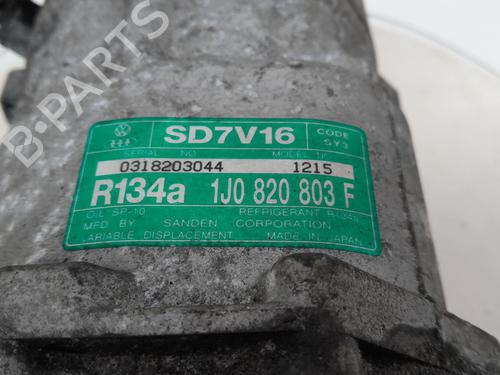 SD7V16
CODE
SY3
SERIAL NO
MODEL NO
0318203044 1215
R134a 1J0 820 803 F
OIL SP-10 REFRIGERANT R134a
MFD BY SANDEN CORPORATION
VARIABLE DISPLACEMENT MADE IN JAPAN
B-PARTS